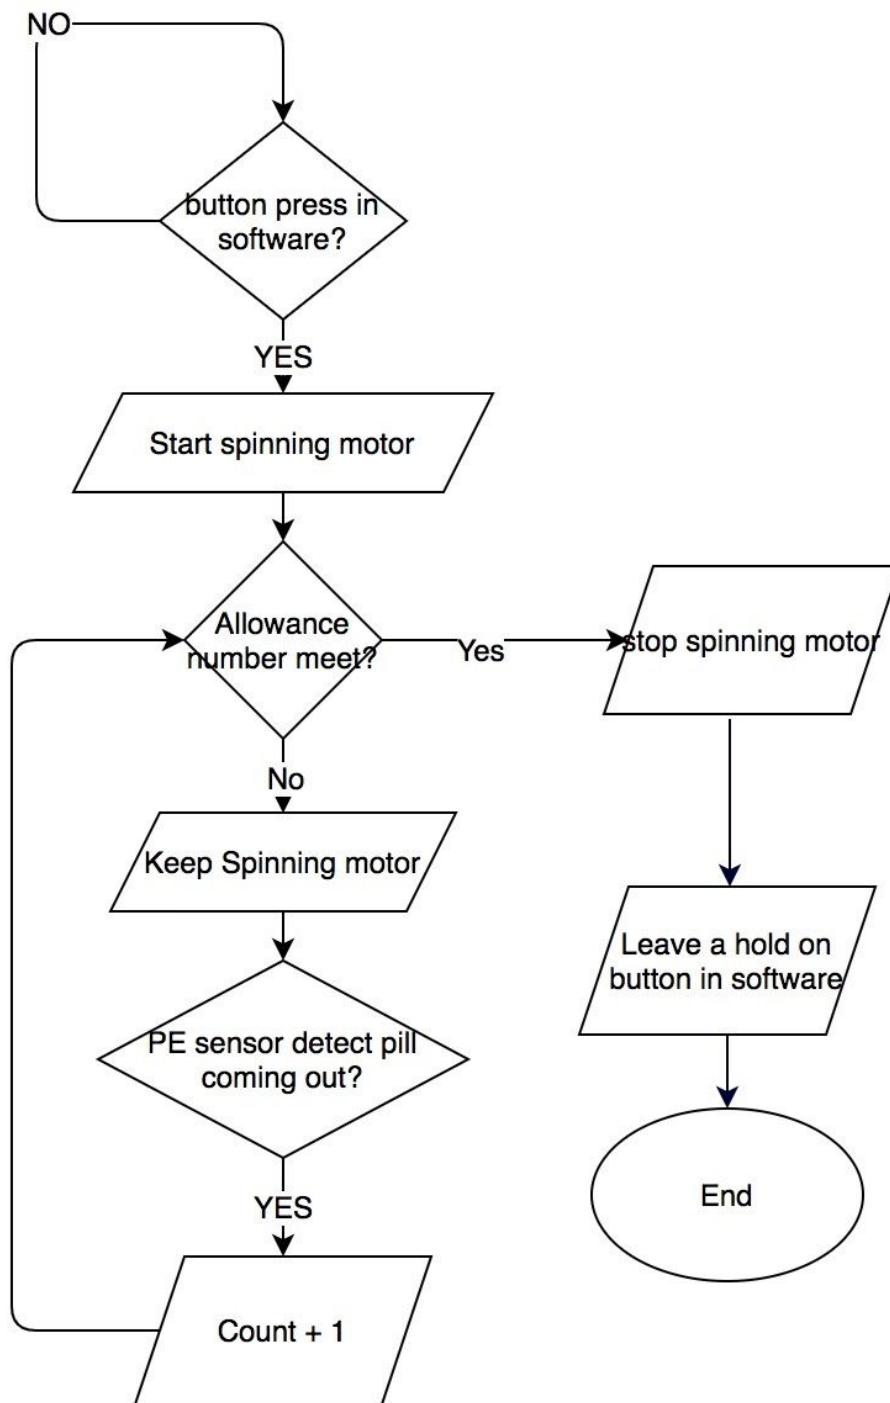 NO
button press in
software?
YES
Start spinning motor
Allowance
number meet?
Yes
stop spinning motor
No
Keep Spinning motor
Leave a hold on
button in software
PE sensor detect pill
coming out?
YES
End
Count + 1